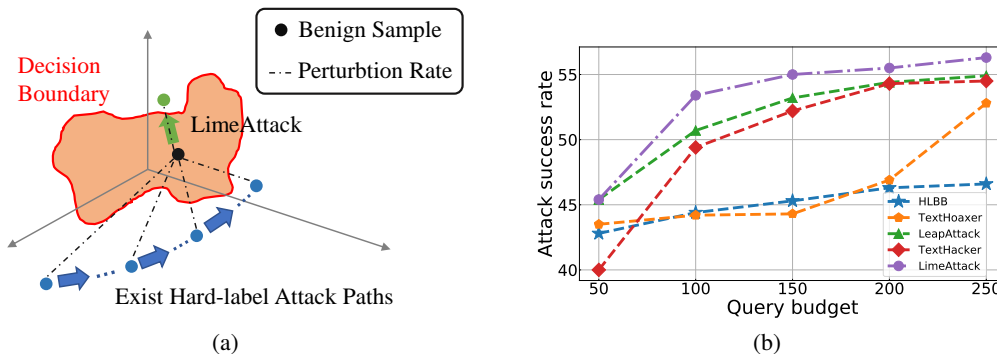 Benign Sample
Perturbtion Rate
Decision
Boundary
LimeAttack
Exist Hard-label Attack Paths
(a)
Attack success rate
55
50
45
40
50
100
150
200
250
Query budget
HLBB
TextHoaxer
LeapAttack
TextHacker
LimeAttack
(b)